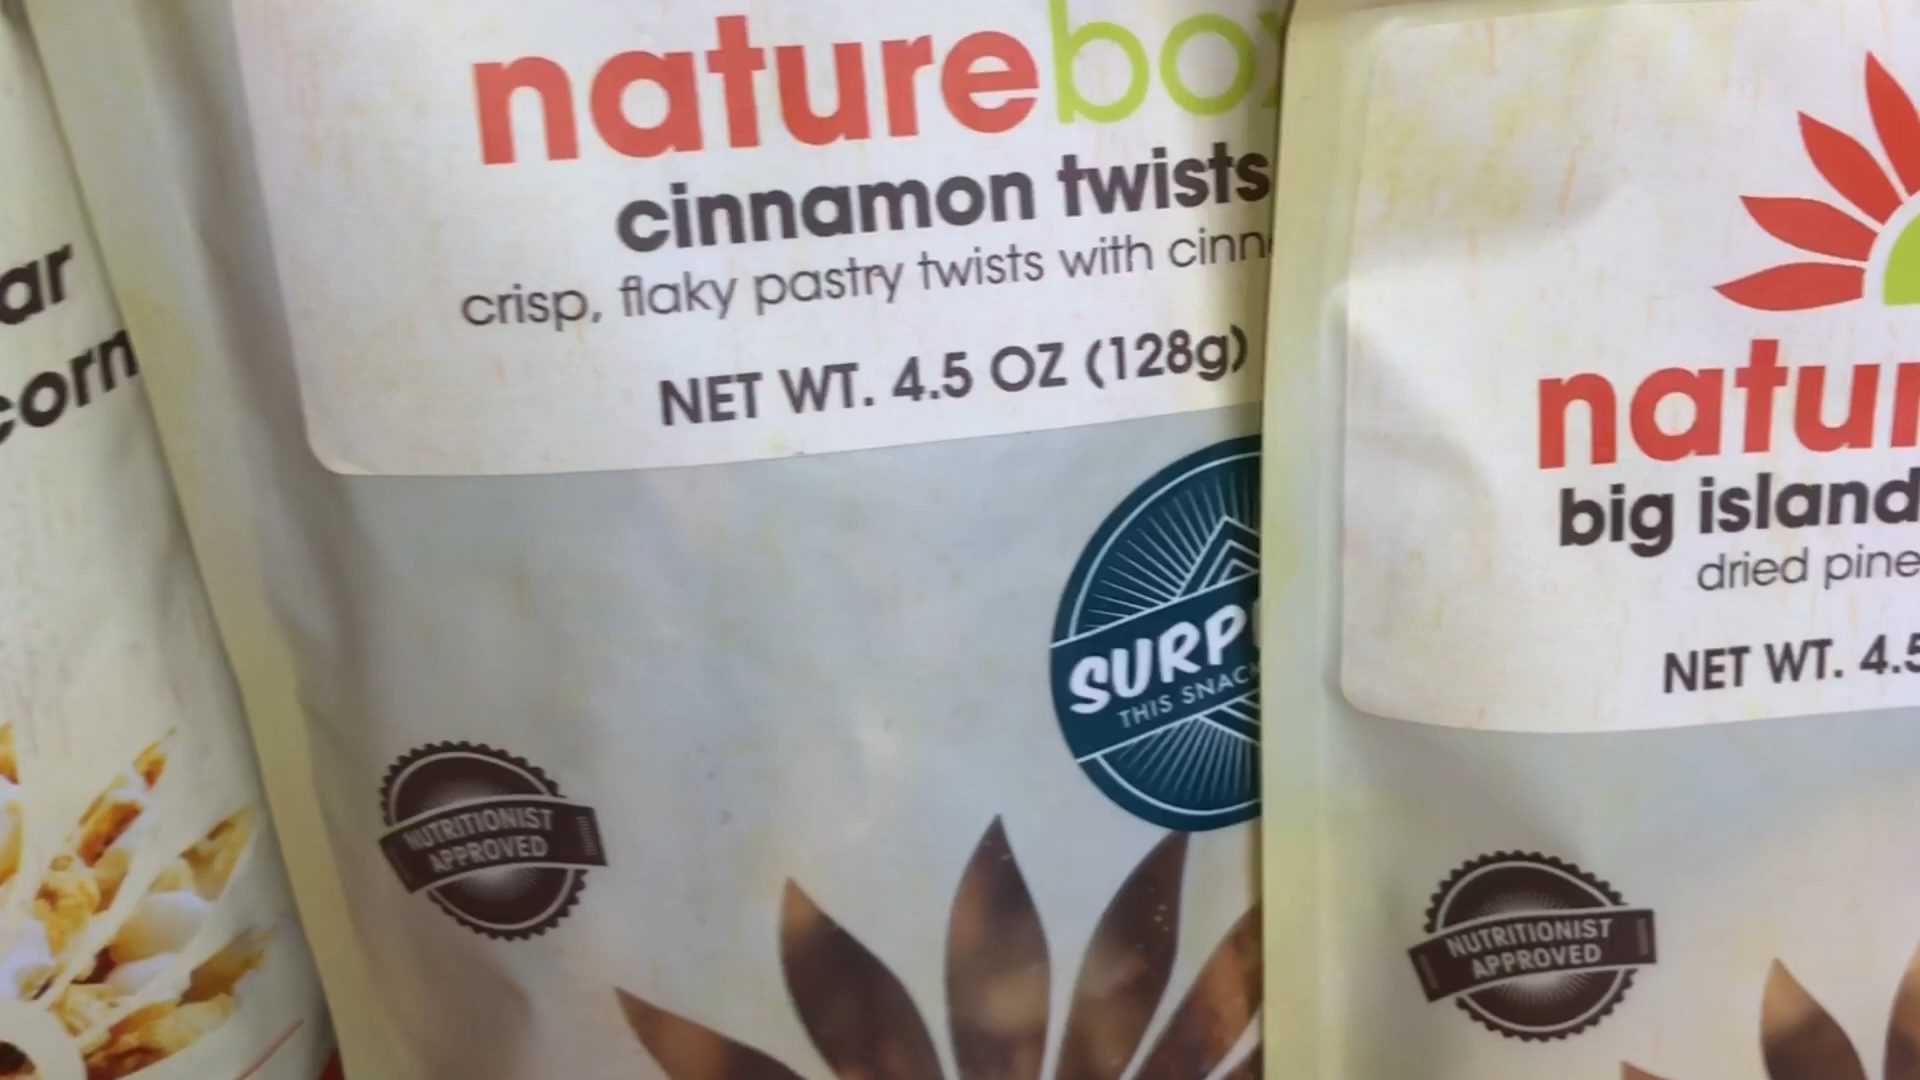 ar
corn
naturebo
cinnamon twists
crisp, flaky pastry twists with cinn
NET WT. 4.5 OZ (128g)
SURP
THIS SNAC
NUTRITIONIST
APPROVED
natur
big island
dried pine
NET WT. 4.5
NUTRITIONIST
APPROVED